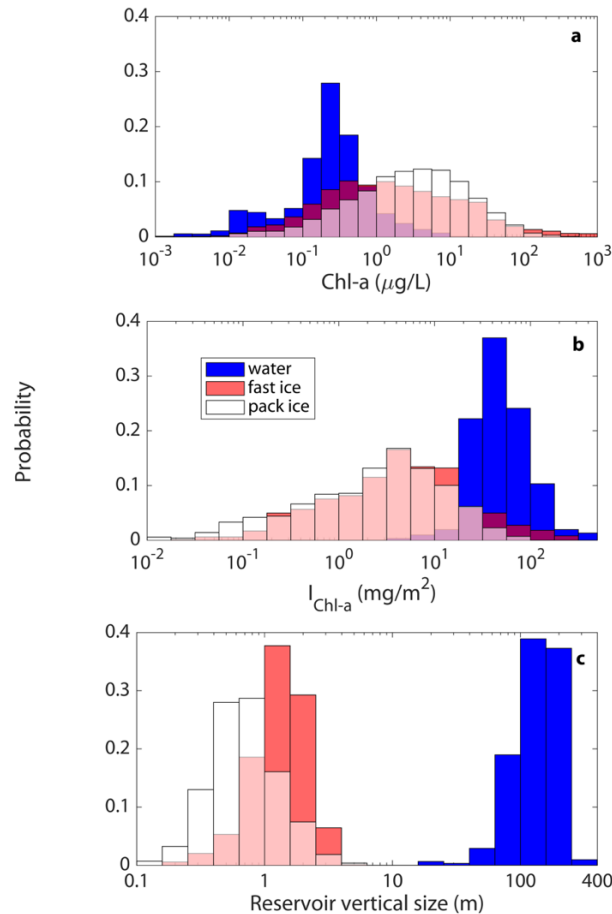 0.4
a
0.3
0.2
0.1
0
10⁻³ 10⁻² 10⁻¹ 10⁰ 10¹ 10² 10³
Chl-a (μg/L)
Probability
0.4
b
water
fast ice
pack ice
0.3
0.2
0.1
0
10⁻² 10⁻¹ 10⁰ 10¹ 10²
I_Chl-a (mg/m²)
0.4
c
0.3
0.2
0.1
0
0.1 1 10 100 400
Reservoir vertical size (m)